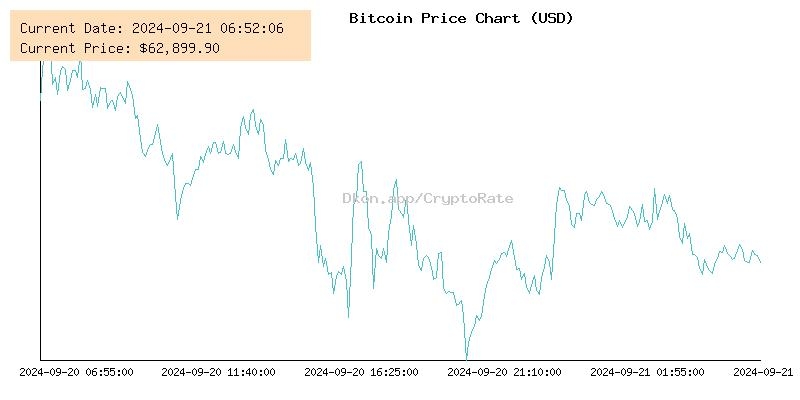 Bitcoin Price Chart (USD)
Current Date: 2024-09-21 06:52:06
Current Price: $62,899.90
Dken.app/CryptoRate
2024-09-20 06:55:00
2024-09-20 11:40:00
2024-09-20 16:25:00
2024-09-20 21:10:00
2024-09-21 01:55:00
2024-09-21